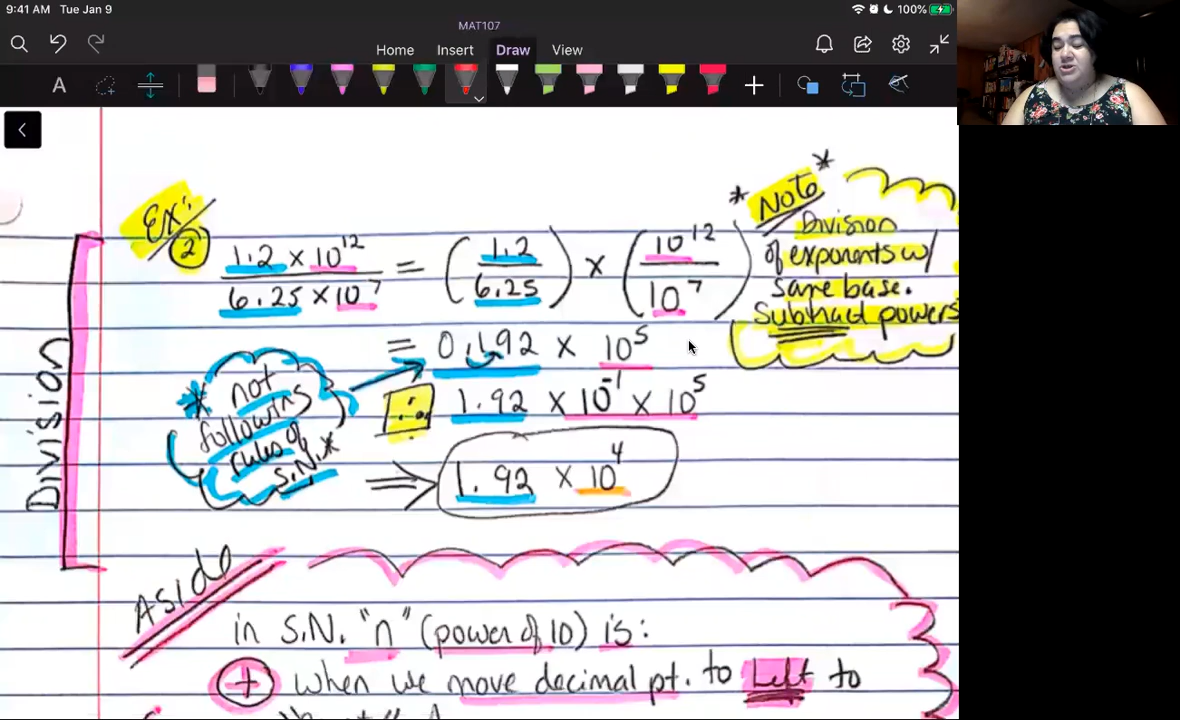 9:41 AM Tue Jan 9
100%
MAT107
Home Insert Draw View
A
Ex:
2
1.2 × 10^12 / 6.25 × 10^7 = (1.2 / 6.25) × (10^12 / 10^7)
* Note *
Division
of exponents w/
same base.
Subtract powers
= 0.192 × 10^5
* not
following
rules of
S.N. *
∴ 1.92 × 10^-1 × 10^5
⇒ 1.92 × 10^4
DIVISION
Aside
in S.N. "n" (power of 10) is:
+ when we move decimal pt. to Left to